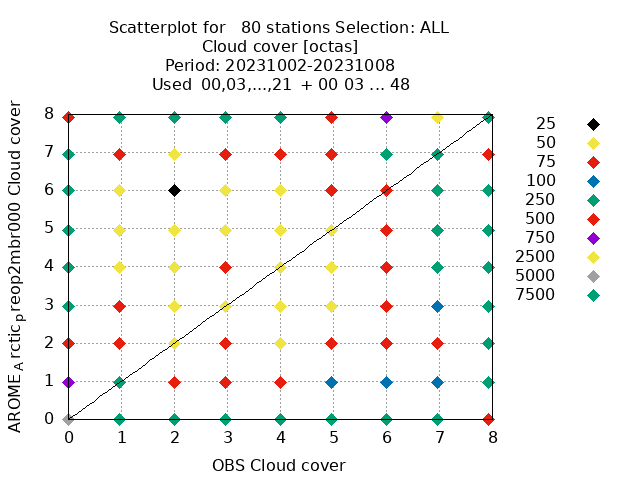 Scatterplot for 80 stations Selection: ALL
Cloud cover [octas]
Period: 20231002-20231008
Used 00,03,...,21 + 00 03 ... 48
AROME_Arctic_preop2mbr000 Cloud cover
8
7
6
5
4
3
2
1
0
0 1 2 3 4 5 6 7 8
OBS Cloud cover
25
50
75
100
250
500
750
2500
5000
7500